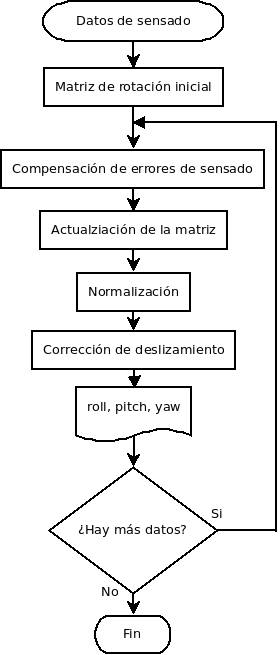 Datos de sensado
Matriz de rotación inicial
Compensación de errores de sensado
Actualziación de la matriz
Normalización
Corrección de deslizamiento
roll, pitch, yaw
¿Hay más datos?
Si
No
Fin